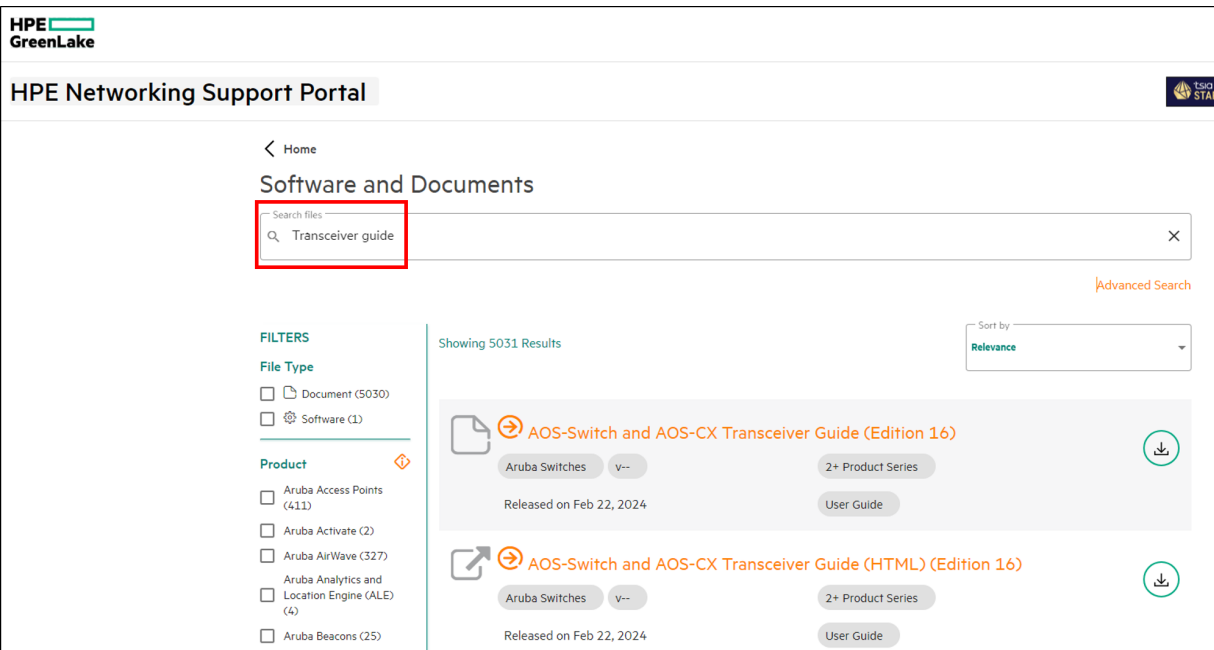 HPE
GreenLake
HPE Networking Support Portal
tsia
Home
Software and Documents
Search files
Transceiver guide
Advanced Search
FILTERS
Showing 5031 Results
Sort by
Relevance
File Type
Document (5030)
Software (1)
Product
Aruba Access Points
(411)
Aruba Activate (2)
Aruba AirWave (327)
Aruba Analytics and
Location Engine (ALE)
(4)
Aruba Beacons (25)
AOS-Switch and AOS-CX Transceiver Guide (Edition 16)
Aruba Switches
v--
2+ Product Series
Released on Feb 22, 2024
User Guide
AOS-Switch and AOS-CX Transceiver Guide (HTML) (Edition 16)
Aruba Switches
v--
2+ Product Series
Released on Feb 22, 2024
User Guide